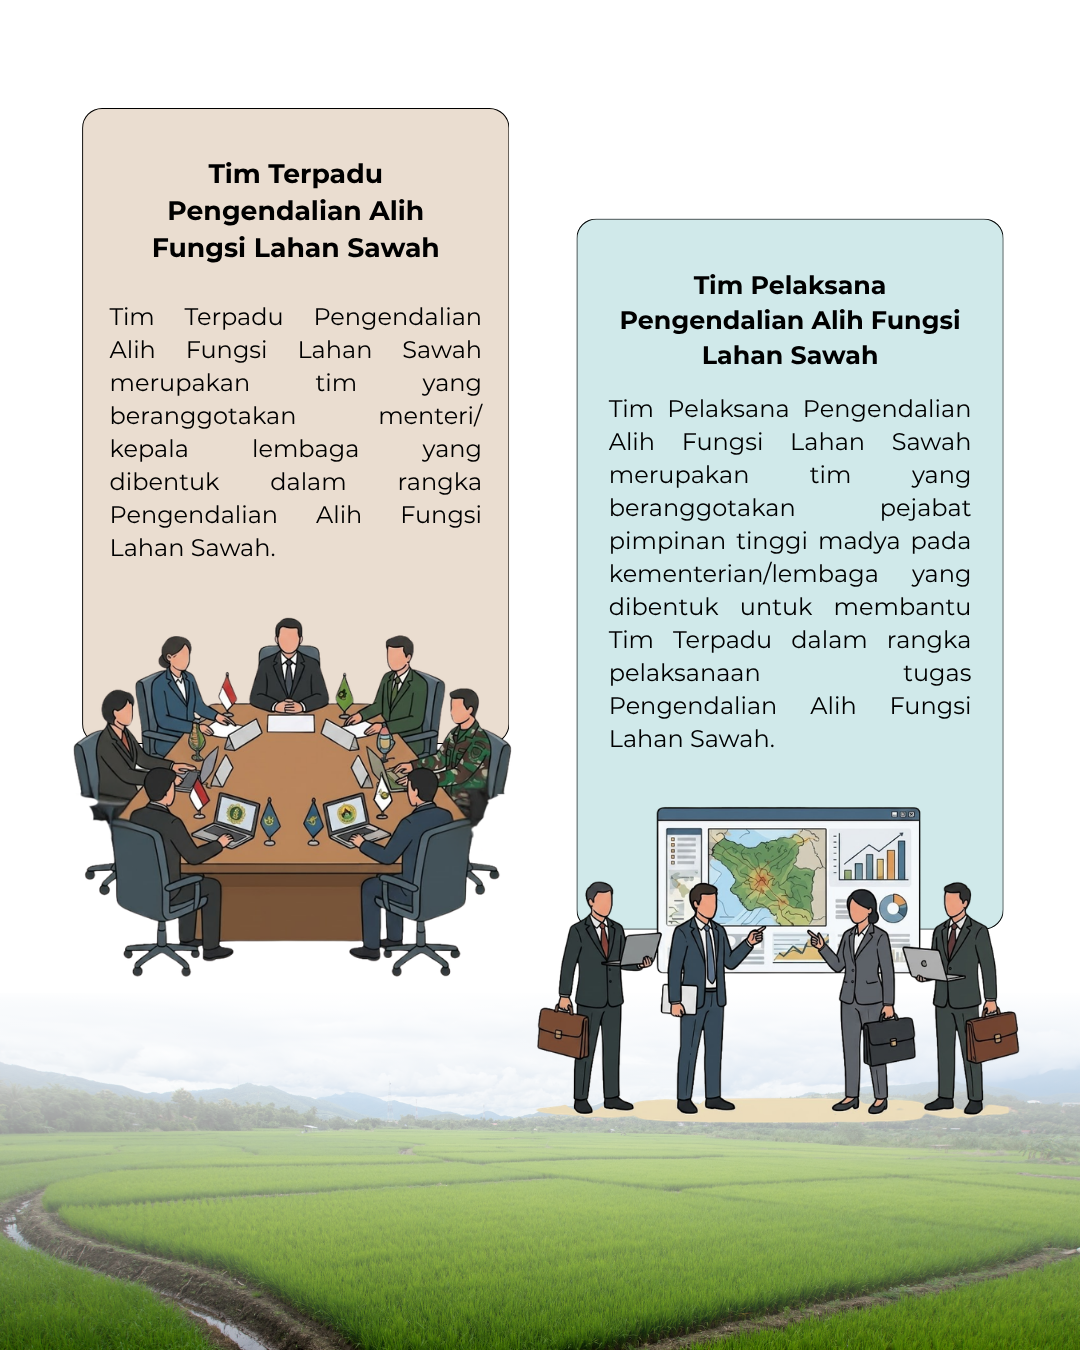 Tim Terpadu
Pengendalian Alih
Fungsi Lahan Sawah
Tim Terpadu Pengendalian
Alih Fungsi Lahan Sawah
merupakan tim yang
beranggotakan menteri/
kepala lembaga yang
dibentuk dalam rangka
Pengendalian Alih Fungsi
Lahan Sawah.
Tim Pelaksana
Pengendalian Alih Fungsi
Lahan Sawah
Tim Pelaksana Pengendalian
Alih Fungsi Lahan Sawah
merupakan tim yang
beranggotakan pejabat
pimpinan tinggi madya pada
kementerian/lembaga yang
dibentuk untuk membantu
Tim Terpadu dalam rangka
pelaksanaan tugas
Pengendalian Alih Fungsi
Lahan Sawah.